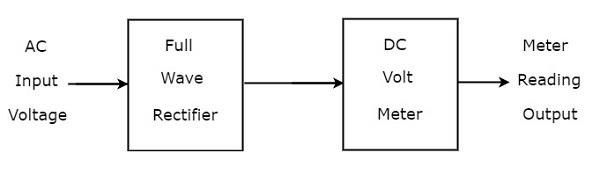 AC
Input
Voltage
Full
Wave
Rectifier
DC
Volt
Meter
Meter
Reading
Output